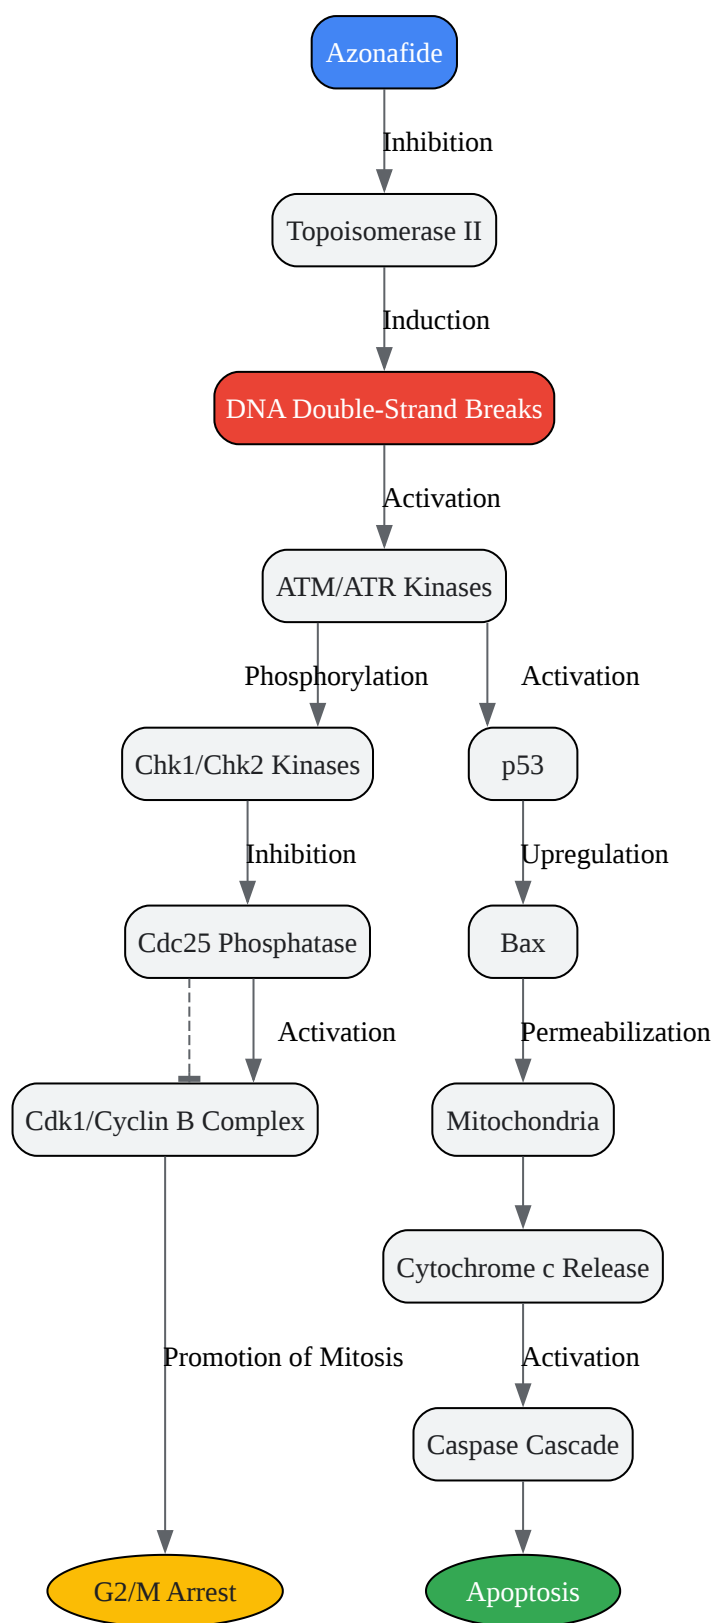 Azonafide
Inhibition
Topoisomerase II
Induction
DNA Double-Strand Breaks
Activation
ATM/ATR Kinases
Phosphorylation
Activation
Chk1/Chk2 Kinases
p53
Inhibition
Upregulation
Cdc25 Phosphatase
Bax
Activation
Permeabilization
Cdk1/Cyclin B Complex
Mitochondria
Cytochrome c Release
Promotion of Mitosis
Activation
Caspase Cascade
G2/M Arrest
Apoptosis